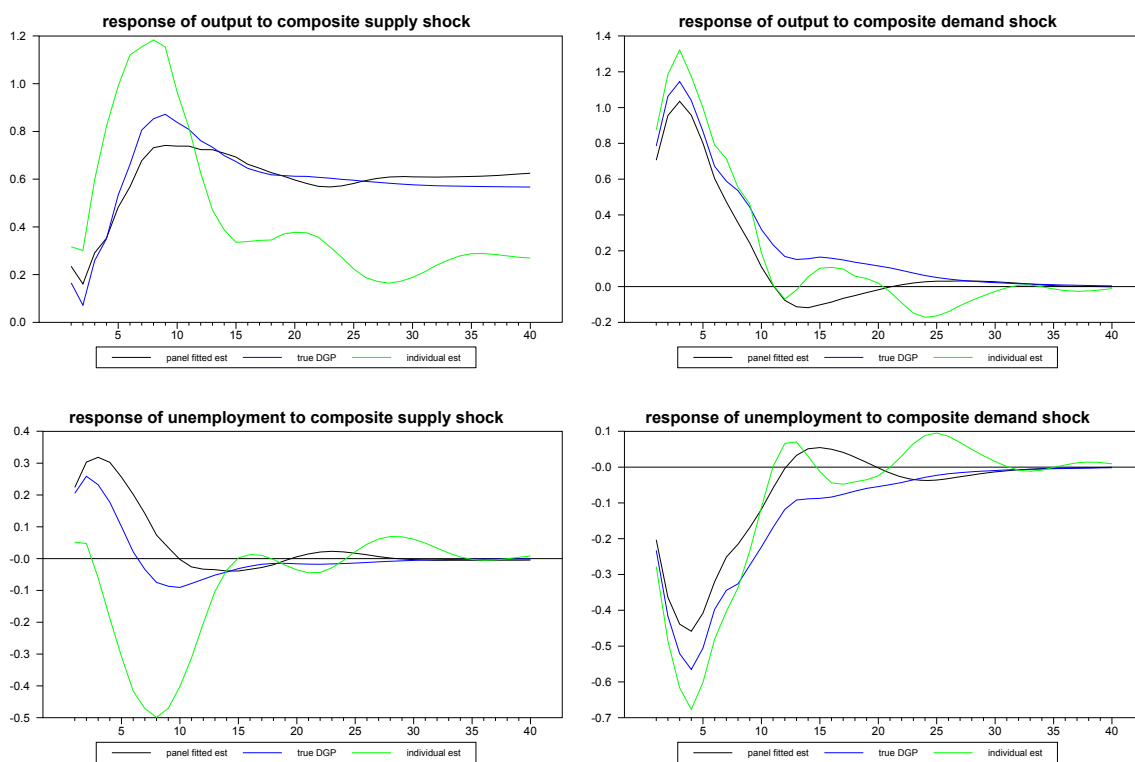 response of output to composite supply shock
1.2
1.0
0.8
0.6
0.4
0.2
0.0
5 10 15 20 25 30 35 40
panel fitted est true DGP individual est
response of output to composite demand shock
1.4
1.2
1.0
0.8
0.6
0.4
0.2
0.0
-0.2
5 10 15 20 25 30 35 40
panel fitted est true DGP individual est
response of unemployment to composite supply shock
0.4
0.3
0.2
0.1
-0.0
-0.1
-0.2
-0.3
-0.4
-0.5
5 10 15 20 25 30 35 40
panel fitted est true DGP individual est
response of unemployment to composite demand shock
0.1
-0.0
-0.1
-0.2
-0.3
-0.4
-0.5
-0.6
-0.7
5 10 15 20 25 30 35 40
panel fitted est true DGP individual est